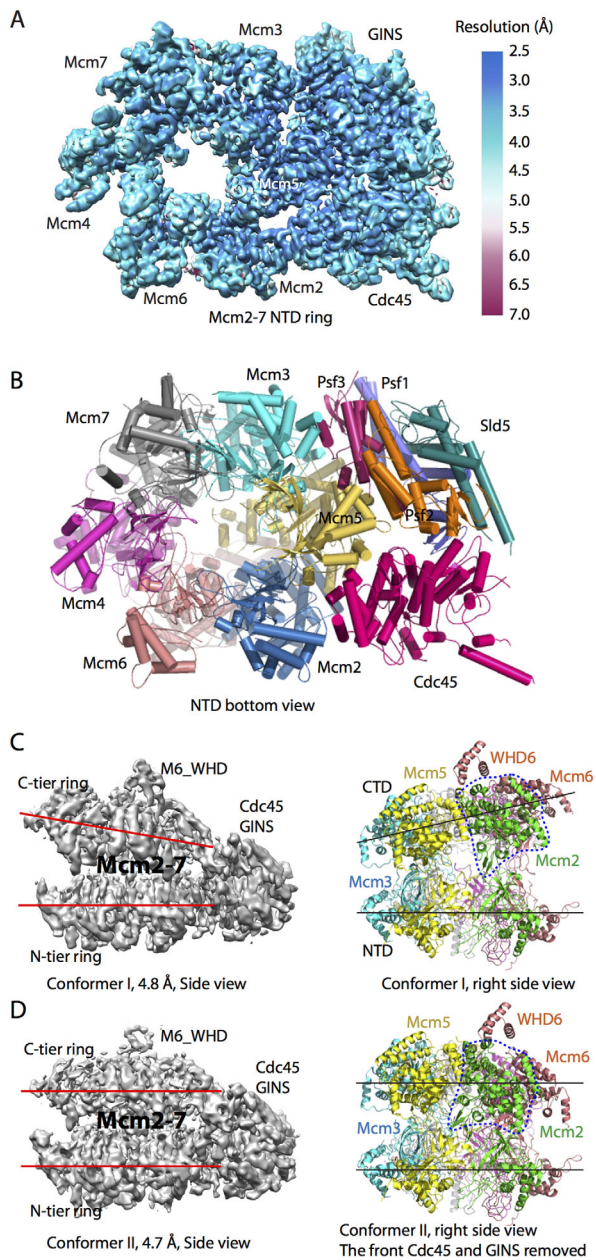 A
Mcm3
GINS
Resolution (Å)
Mcm7
2.5
3.0
3.5
4.0
4.5
5.0
5.5
6.0
6.5
7.0
Mcm5
Mcm4
Mcm6
Mcm2
Cdc45
Mcm2-7 NTD ring
B
Mcm3
Psf3
Psf1
Mcm7
Sld5
Mcm5
Psf2
Mcm4
Mcm6
Mcm2
Cdc45
NTD bottom view
C
M6_WHD
C-tier ring
Cdc45
GINS
Mcm2-7
N-tier ring
Conformer I, 4.8 Å, Side view
WHD6
Mcm5
Mcm6
CTD
Mcm2
Mcm3
NTD
Conformer I, right side view
D
M6_WHD
C-tier ring
Cdc45
GINS
Mcm2-7
N-tier ring
Conformer II, 4.7 Å, Side view
WHD6
Mcm5
Mcm6
Mcm3
Mcm2
Conformer II, right side view
The front Cdc45 and GINS removed